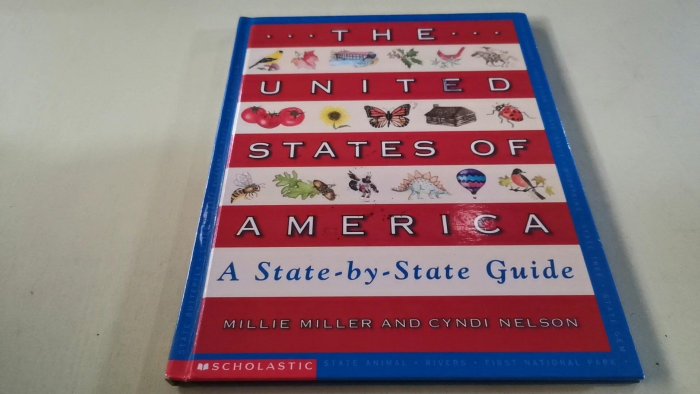 ···THE···
UNITED
STATES OF
AMERICA
A State-by-State Guide
MILLIE MILLER AND CYNDI NELSON
SCHOLASTIC
STATE ANIMAL • RIVERS • FIRST NATIONAL PARK